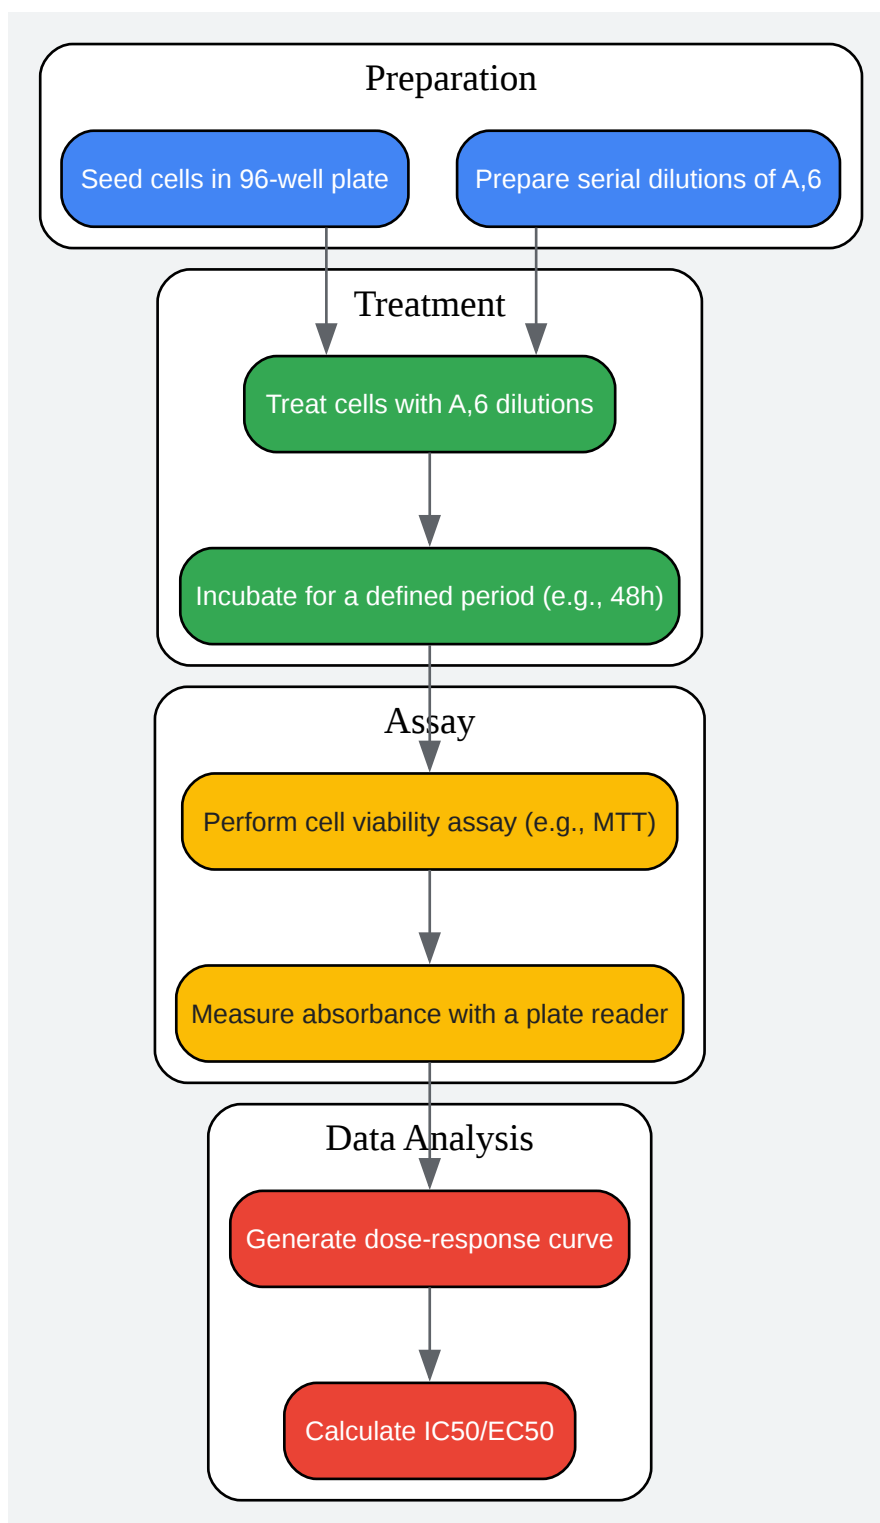 Preparation
Seed cells in 96-well plate
Prepare serial dilutions of A,6
Treatment
Treat cells with A,6 dilutions
Incubate for a defined period (e.g., 48h)
Assay
Perform cell viability assay (e.g., MTT)
Measure absorbance with a plate reader
Data Analysis
Generate dose-response curve
Calculate IC50/EC50